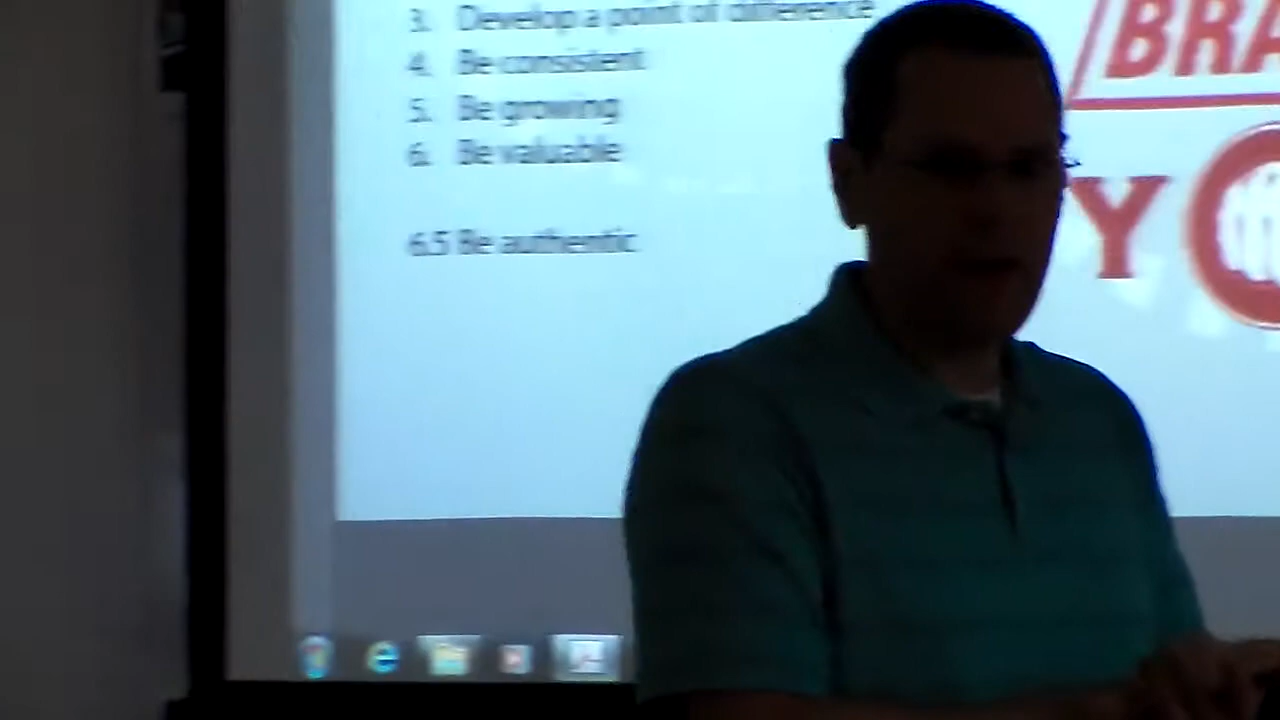 3. Develop a point of difference
4. Be consistent
5. Be growing
6. Be valuable
6.5 Be authentic
BRA
Y